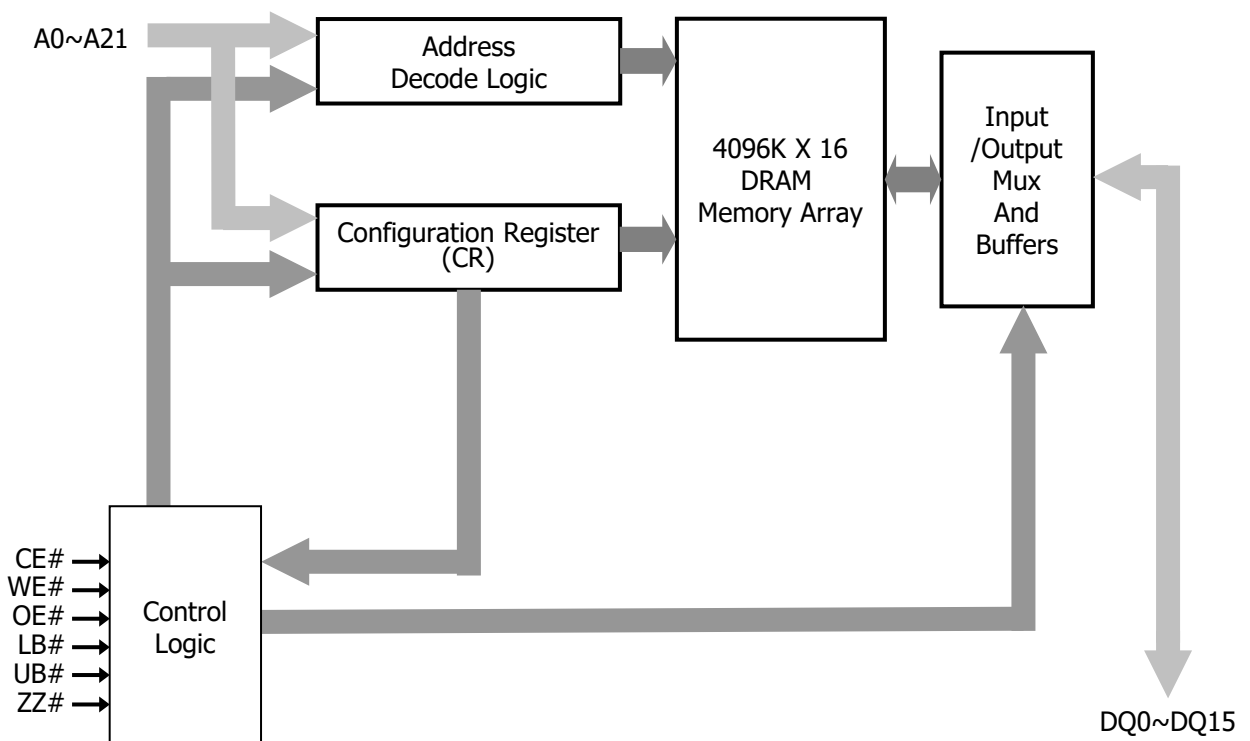 A0~A21
Address
Decode Logic
4096K X 16
DRAM
Memory Array
Input
/Output
Mux
And
Buffers
Configuration Register
(CR)
CE#
WE#
OE#
LB#
UB#
ZZ#
Control
Logic
DQ0~DQ15